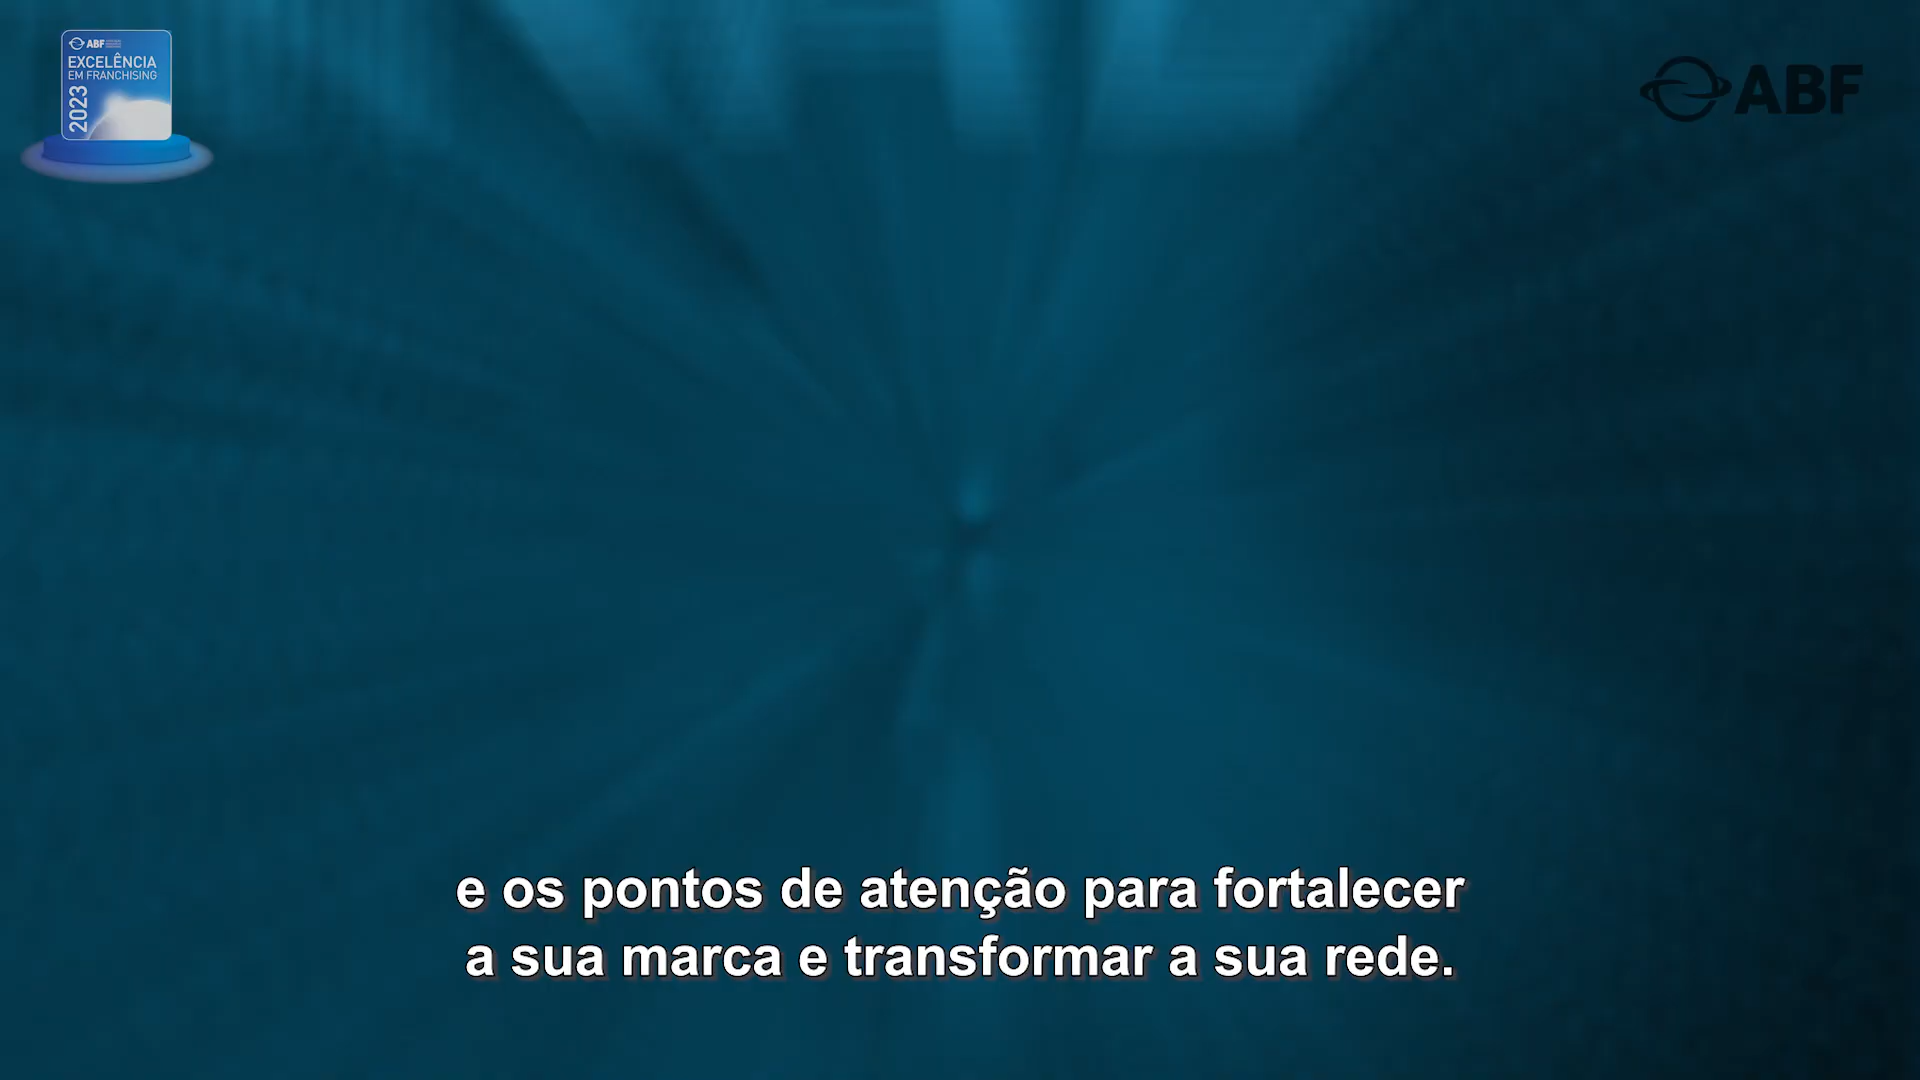 ABF
EXCELÊNCIA
EM FRANCHISING
2023
ABF
e os pontos de atenção para fortalecer
a sua marca e transformar a sua rede.